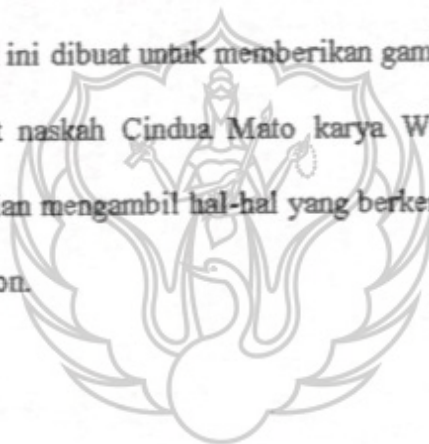 ini dibuat untuk memberikan gam
naskah Cindua Mato karya W
an mengambil hal-hal yang berke
on.